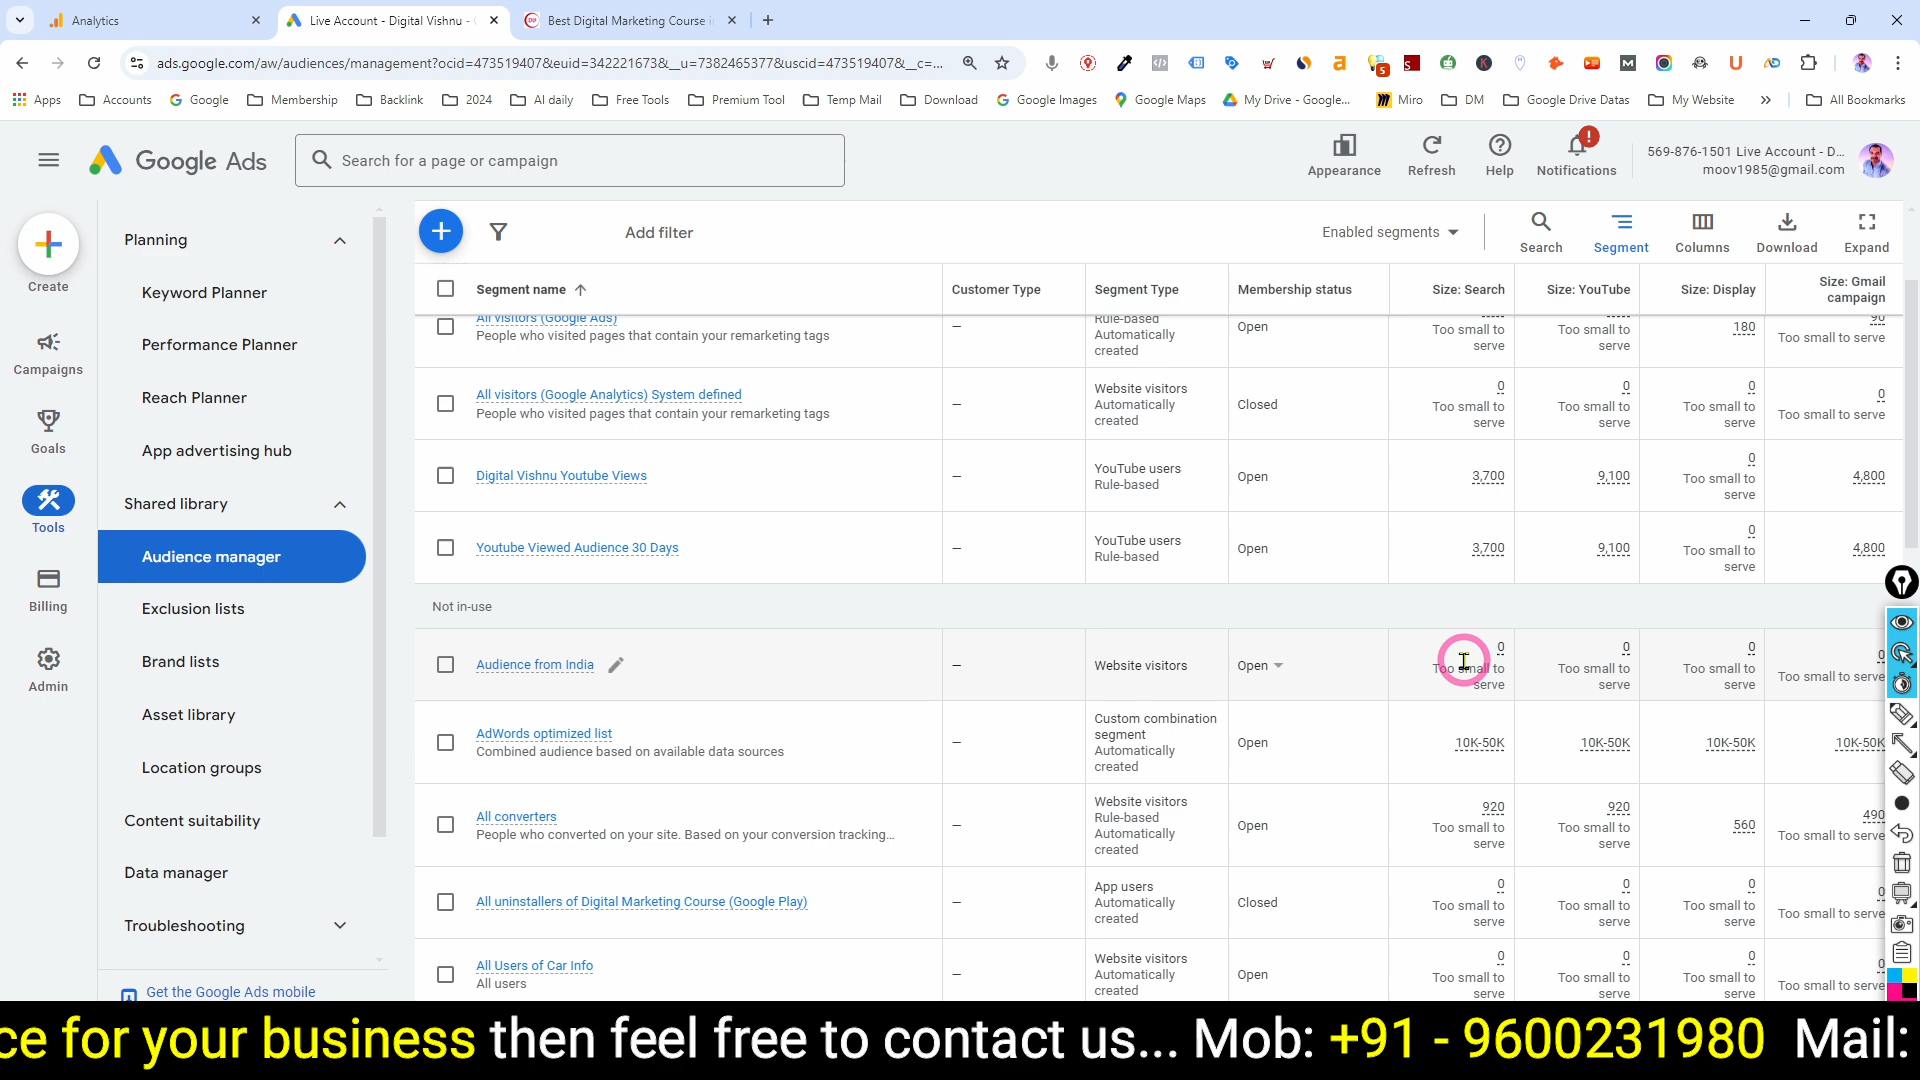 Analytics
Live Account - Digital Vishnu -
Best Digital Marketing Course i
ads.google.com/aw/audiences/management?ocid=473519407&euid=342221673&__u=7382465377&uscid=473519407&__c=...
5
Apps
Accounts
Google
Membership
Backlink
2024
AI daily
Free Tools
Premium Tool
Temp Mail
Download
Google Images
Google Maps
My Drive - Google...
Miro
DM
Google Drive Datas
My Website
All Bookmarks
Google Ads
Search for a page or campaign
Appearance
Refresh
Help
Notifications
569-876-1501 Live Account - D...
moov1985@gmail.com
Create
Campaigns
Goals
Tools
Billing
Admin
Planning
Keyword Planner
Performance Planner
Reach Planner
App advertising hub
Shared library
Audience manager
Exclusion lists
Brand lists
Asset library
Location groups
Content suitability
Data manager
Troubleshooting
Get the Google Ads mobile
Add filter
Enabled segments
Search
Segment
Columns
Download
Expand
Segment name
Customer Type
Segment Type
Membership status
Size: Search
Size: YouTube
Size: Display
Size: Gmail
campaign
All visitors (Google Ads)
People who visited pages that contain your remarketing tags
–
Rule-based
Automatically
created
Open
Too small to
serve
Too small to
serve
180
90
Too small to serve
All visitors (Google Analytics) System defined
People who visited pages that contain your remarketing tags
–
Website visitors
Automatically
created
Closed
0
Too small to
serve
0
Too small to
serve
0
Too small to
serve
0
Too small to serve
Digital Vishnu Youtube Views
–
YouTube users
Rule-based
Open
3,700
9,100
0
Too small to
serve
4,800
Youtube Viewed Audience 30 Days
–
YouTube users
Rule-based
Open
3,700
9,100
0
Too small to
serve
4,800
Not in-use
Audience from India
–
Website visitors
Open
0
Too small to
serve
0
Too small to
serve
0
Too small to
serve
0
Too small to serve
AdWords optimized list
Combined audience based on available data sources
–
Custom combination
segment
Automatically
created
Open
10K-50K
10K-50K
10K-50K
10K-50K
All converters
People who converted on your site. Based on your conversion tracking...
–
Website visitors
Rule-based
Automatically
created
Open
920
Too small to
serve
920
Too small to
serve
560
490
Too small to serve
All uninstallers of Digital Marketing Course (Google Play)
–
App users
Automatically
created
Closed
0
Too small to
serve
0
Too small to
serve
0
Too small to
serve
0
Too small to serve
All Users of Car Info
All users
–
Website visitors
Automatically
created
Open
0
Too small to
serve
0
Too small to
serve
0
Too small to
serve
0
Too small to serve
ce for your business then feel free to contact us... Mob: +91 - 9600231980 Mail: